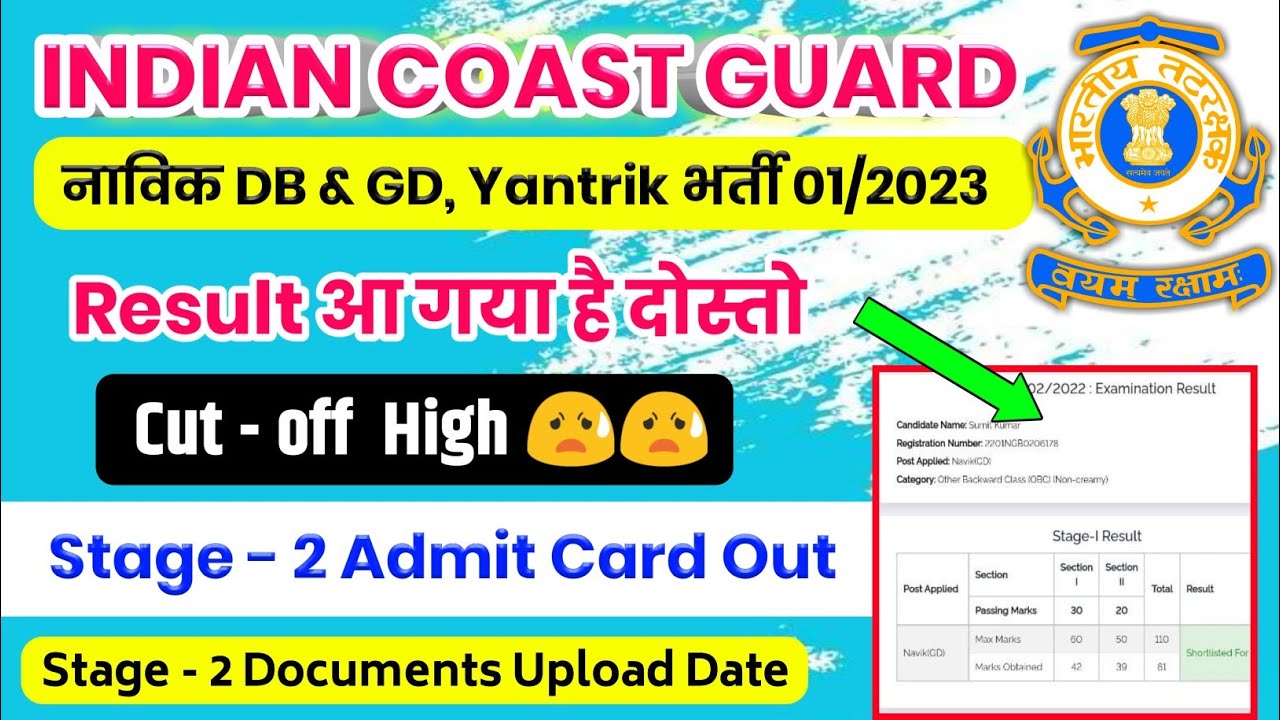 INDIAN COAST GUARD
नाविक DB & GD, Yantrik भर्ती 01/2023
Result आ गया है दोस्तो
Cut - off High
Stage - 2 Admit Card Out
Stage - 2 Documents Upload Date
भारतीय तटरक्षक
सत्यमेव जयते
वयम् रक्षामः
02/2022 : Examination Result
Candidate Name: Sumit Kumar
Registration Number: 2201NGB0206178
Post Applied: Navik(GD)
Category: Other Backward Class (OBC) (Non-creamy)
Stage-I Result
Post Applied Section Section I Section II Total Result
Passing Marks 30 20
Navik(GD) Max Marks 60 50 110 Shortlisted For
Marks Obtained 42 39 81